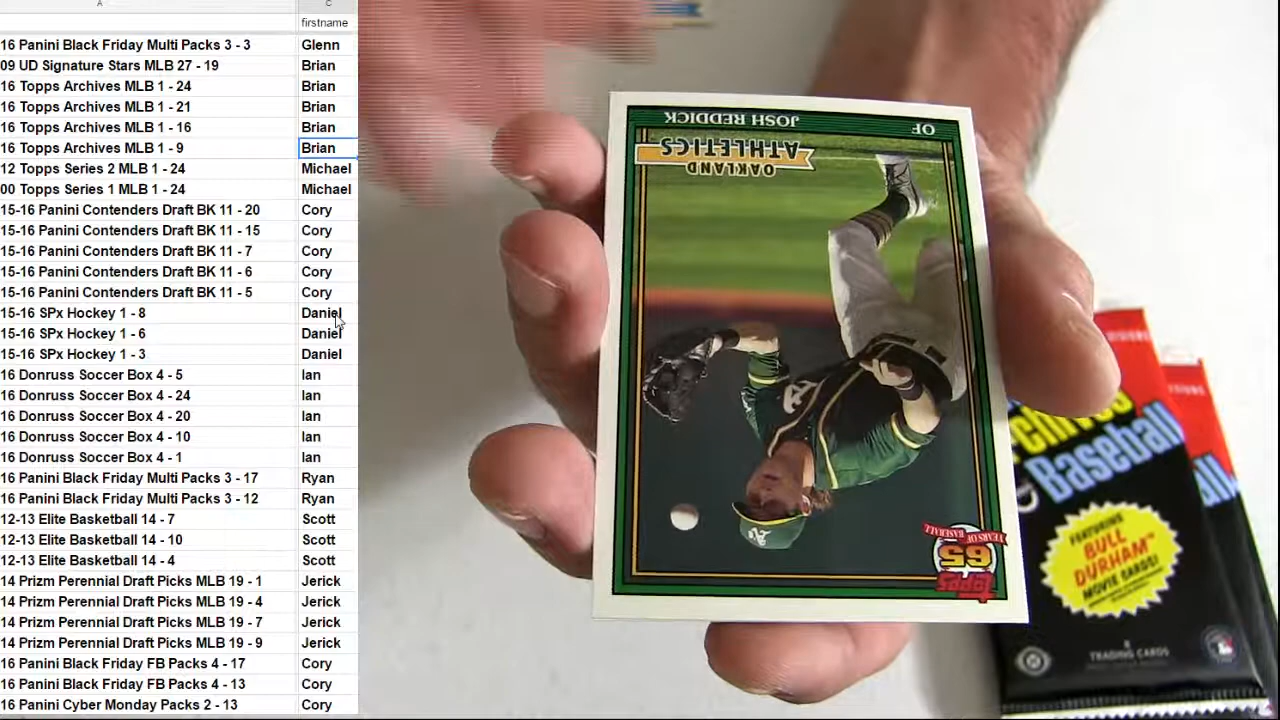 A
C
firstname
16 Panini Black Friday Multi Packs 3 - 3 Glenn
09 UD Signature Stars MLB 27 - 19 Brian
16 Topps Archives MLB 1 - 24 Brian
16 Topps Archives MLB 1 - 21 Brian
16 Topps Archives MLB 1 - 16 Brian
16 Topps Archives MLB 1 - 9 Brian
12 Topps Series 2 MLB 1 - 24 Michael
00 Topps Series 1 MLB 1 - 24 Michael
15-16 Panini Contenders Draft BK 11 - 20 Cory
15-16 Panini Contenders Draft BK 11 - 15 Cory
15-16 Panini Contenders Draft BK 11 - 7 Cory
15-16 Panini Contenders Draft BK 11 - 6 Cory
15-16 Panini Contenders Draft BK 11 - 5 Cory
15-16 SPx Hockey 1 - 8 Daniel
15-16 SPx Hockey 1 - 6 Daniel
15-16 SPx Hockey 1 - 3 Daniel
16 Donruss Soccer Box 4 - 5 Ian
16 Donruss Soccer Box 4 - 24 Ian
16 Donruss Soccer Box 4 - 20 Ian
16 Donruss Soccer Box 4 - 10 Ian
16 Donruss Soccer Box 4 - 1 Ian
16 Panini Black Friday Multi Packs 3 - 17 Ryan
16 Panini Black Friday Multi Packs 3 - 12 Ryan
12-13 Elite Basketball 14 - 7 Scott
12-13 Elite Basketball 14 - 10 Scott
12-13 Elite Basketball 14 - 4 Scott
14 Prizm Perennial Draft Picks MLB 19 - 1 Jerick
14 Prizm Perennial Draft Picks MLB 19 - 4 Jerick
14 Prizm Perennial Draft Picks MLB 19 - 7 Jerick
14 Prizm Perennial Draft Picks MLB 19 - 9 Jerick
16 Panini Black Friday FB Packs 4 - 17 Cory
16 Panini Black Friday FB Packs 4 - 13 Cory
16 Panini Cyber Monday Packs 2 - 13 Cory
Topps
65
YEARS OF BASEBALL
OAKLAND
ATHLETICS
OF JOSH REDDICK
chives
Baseball
FEATURING
BULL
DURHAM™
MOVIE CARDS!
8
TRADING CARDS
all